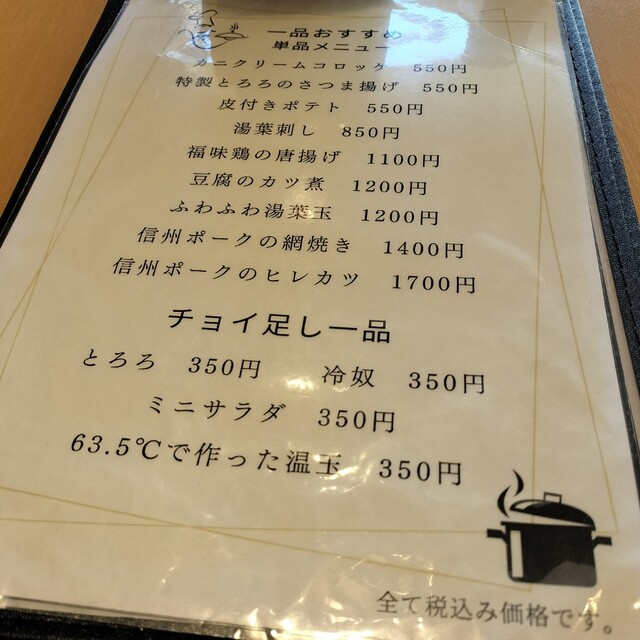 一品おすすめ
単品メニュー
カニクリームコロッケ 550円
特製とろろのさつま揚げ 550円
皮付きポテト 550円
湯葉刺し 850円
福味鶏の唐揚げ 1100円
豆腐のカツ煮 1200円
ふわふわ湯葉玉 1200円
信州ポークの網焼き 1400円
信州ポークのヒレカツ 1700円
チョイ足し一品
とろろ 350円 冷奴 350円
ミニサラダ 350円
63.5℃で作った温玉 350円
全て税込み価格です。